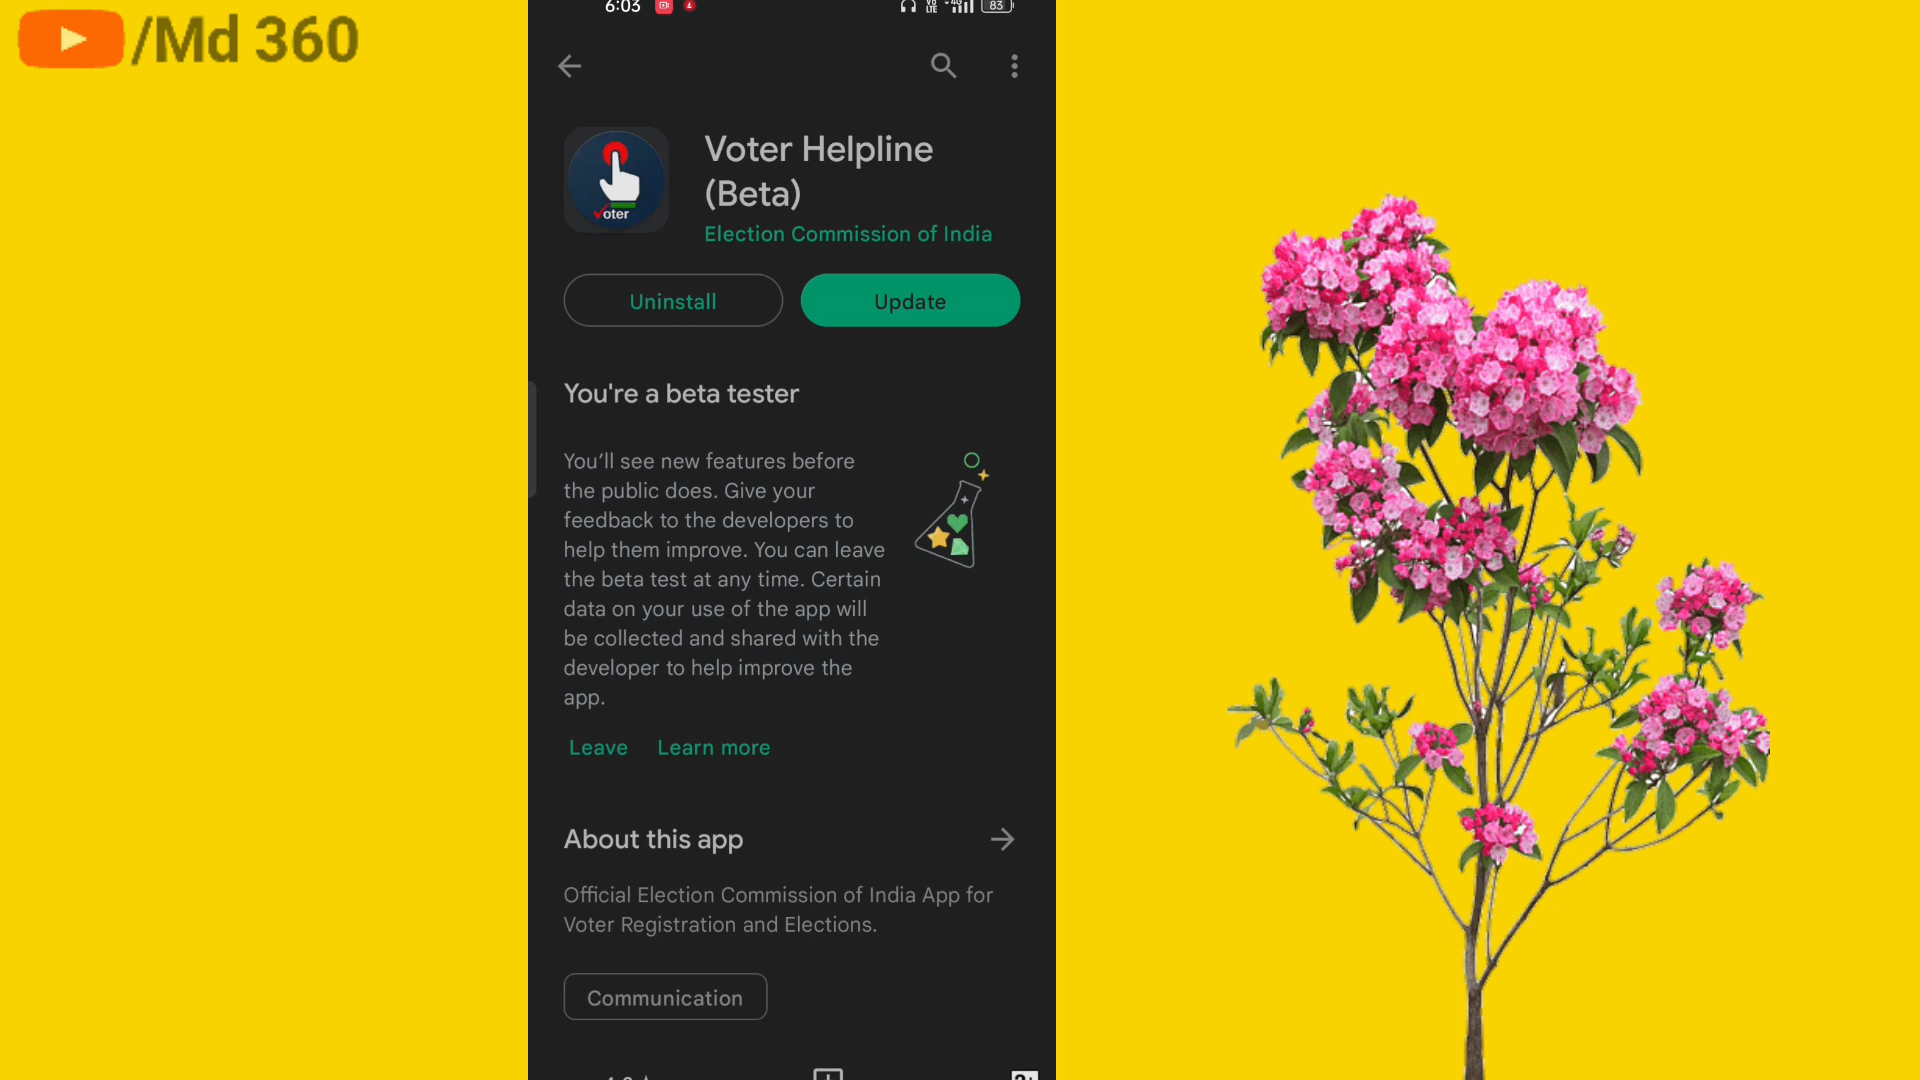 /Md 360
6:03
4G
83
Voter Helpline
(Beta)
Voter
Election Commission of India
Uninstall
Update
You're a beta tester
You’ll see new features before
the public does. Give your
feedback to the developers to
help them improve. You can leave
the beta test at any time. Certain
data on your use of the app will
be collected and shared with the
developer to help improve the
app.
Leave
Learn more
About this app
Official Election Commission of India App for
Voter Registration and Elections.
Communication